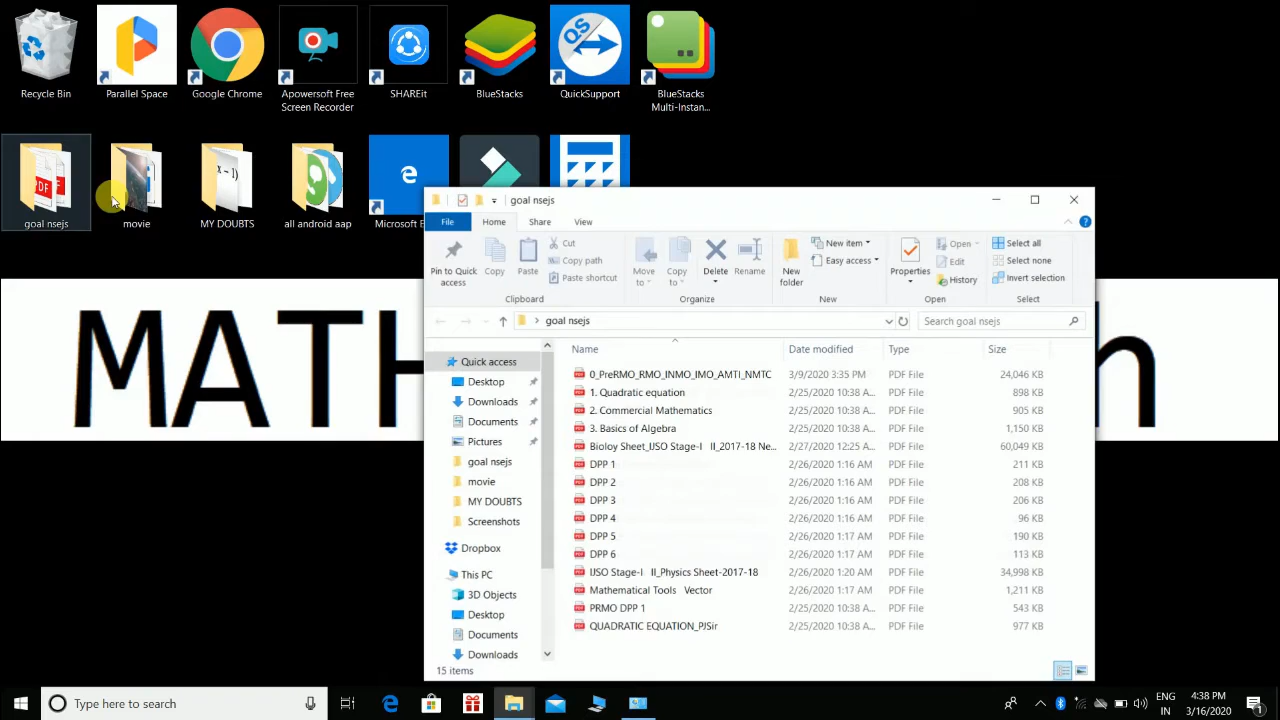 Recycle Bin
Parallel Space
Google Chrome
Apowersoft Free
Screen Recorder
SHAREit
BlueStacks
QuickSupport
BlueStacks
Multi-Instan...
OS
PDF
x − 1)
e
goal nsejs
movie
MY DOUBTS
all android aap
Microsoft E
MATH
h
goal nsejs
File
Home
Share
View
Pin to Quick
access
Copy
Paste
Cut
Copy path
Paste shortcut
Clipboard
Move
to
Copy
to
Delete
Rename
Organize
New
folder
New item
Easy access
New
Properties
Open
Edit
History
Open
Select all
Select none
Invert selection
Select
goal nsejs
Search goal nsejs
Quick access
Desktop
Downloads
Documents
Pictures
goal nsejs
movie
MY DOUBTS
Screenshots
Dropbox
This PC
3D Objects
Desktop
Documents
Downloads
Name Date modified Type Size
0_PreRMO_RMO_INMO_IMO_AMTI_NMTC 3/9/2020 3:35 PM PDF File 24,046 KB
1. Quadratic equation 2/25/2020 10:38 A... PDF File 898 KB
2. Commercial Mathematics 2/25/2020 10:38 A... PDF File 905 KB
3. Basics of Algebra 2/25/2020 10:38 A... PDF File 1,150 KB
Bioloy Sheet_IJSO Stage-I II_2017-18 Ne... 2/27/2020 12:25 A... PDF File 60,049 KB
DPP 1 2/26/2020 1:16 AM PDF File 211 KB
DPP 2 2/26/2020 1:16 AM PDF File 208 KB
DPP 3 2/26/2020 1:16 AM PDF File 206 KB
DPP 4 2/26/2020 1:16 AM PDF File 96 KB
DPP 5 2/26/2020 1:17 AM PDF File 190 KB
DPP 6 2/26/2020 1:17 AM PDF File 113 KB
IJSO Stage-I II_Physics Sheet-2017-18 2/26/2020 1:20 AM PDF File 34,998 KB
Mathematical Tools Vector 2/26/2020 1:17 AM PDF File 1,211 KB
PRMO DPP 1 2/25/2020 10:38 A... PDF File 543 KB
QUADRATIC EQUATION_PJSir 2/25/2020 10:38 A... PDF File 977 KB
15 items
Type here to search
ENG
IN
4:38 PM
3/16/2020
1